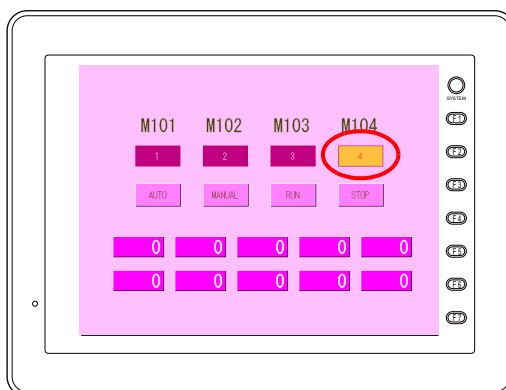 SYSTEM
M101 M102 M103 M104
F1
1 2 3 4
F2
AUTO MANUAL RUN STOP
F3
F4
0 0 0 0 0
F5
0 0 0 0 0
F6
F7